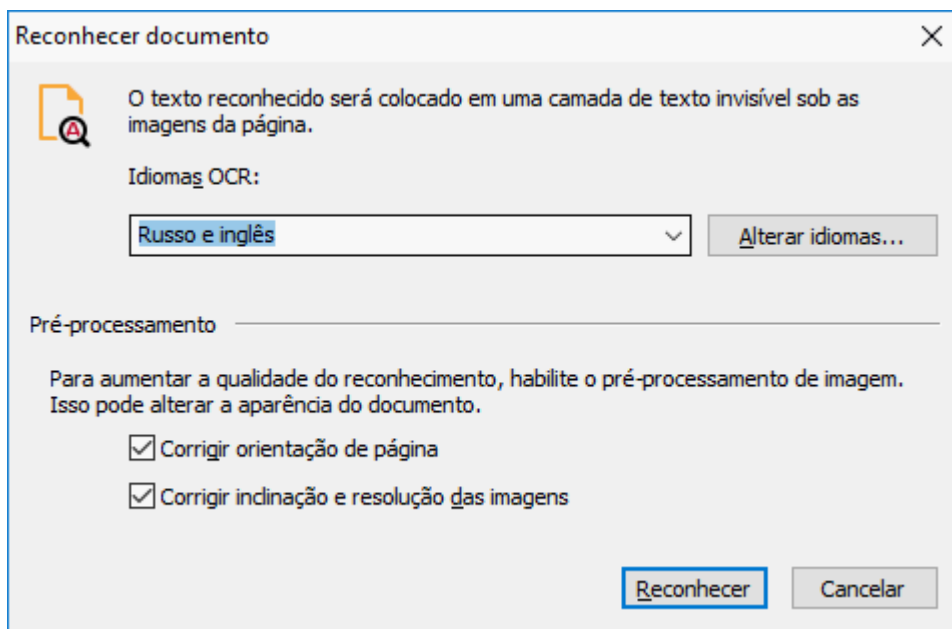 Reconhecer documento
O texto reconhecido será colocado em uma camada de texto invisível sob as
imagens da página.
Idiomas OCR:
Russo e inglês
Alterar idiomas...
Pré-processamento
Para aumentar a qualidade do reconhecimento, habilite o pré-processamento de imagem.
Isso pode alterar a aparência do documento.
Corrigir orientação de página
Corrigir inclinação e resolução das imagens
Reconhecer
Cancelar